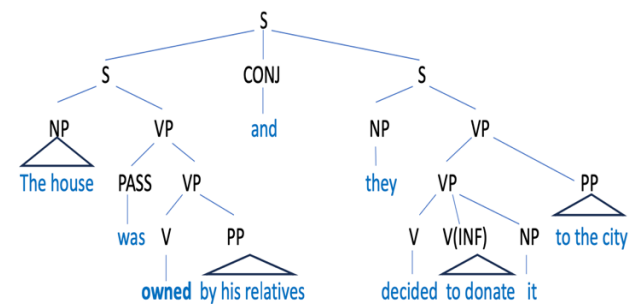 S
S CONJ S
NP VP and NP VP
The house PASS VP they VP PP
was V PP V V(INF) NP to the city
owned by his relatives decided to donate it